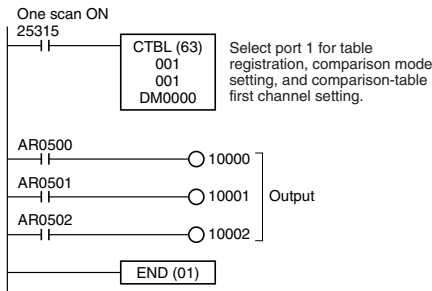 One scan ON
25315
CTBL (63)
001
001
DM0000
Select port 1 for table
registration, comparison mode
setting, and comparison-table
first channel setting.
AR0500
10000
AR0501
10001
Output
AR0502
10002
END (01)